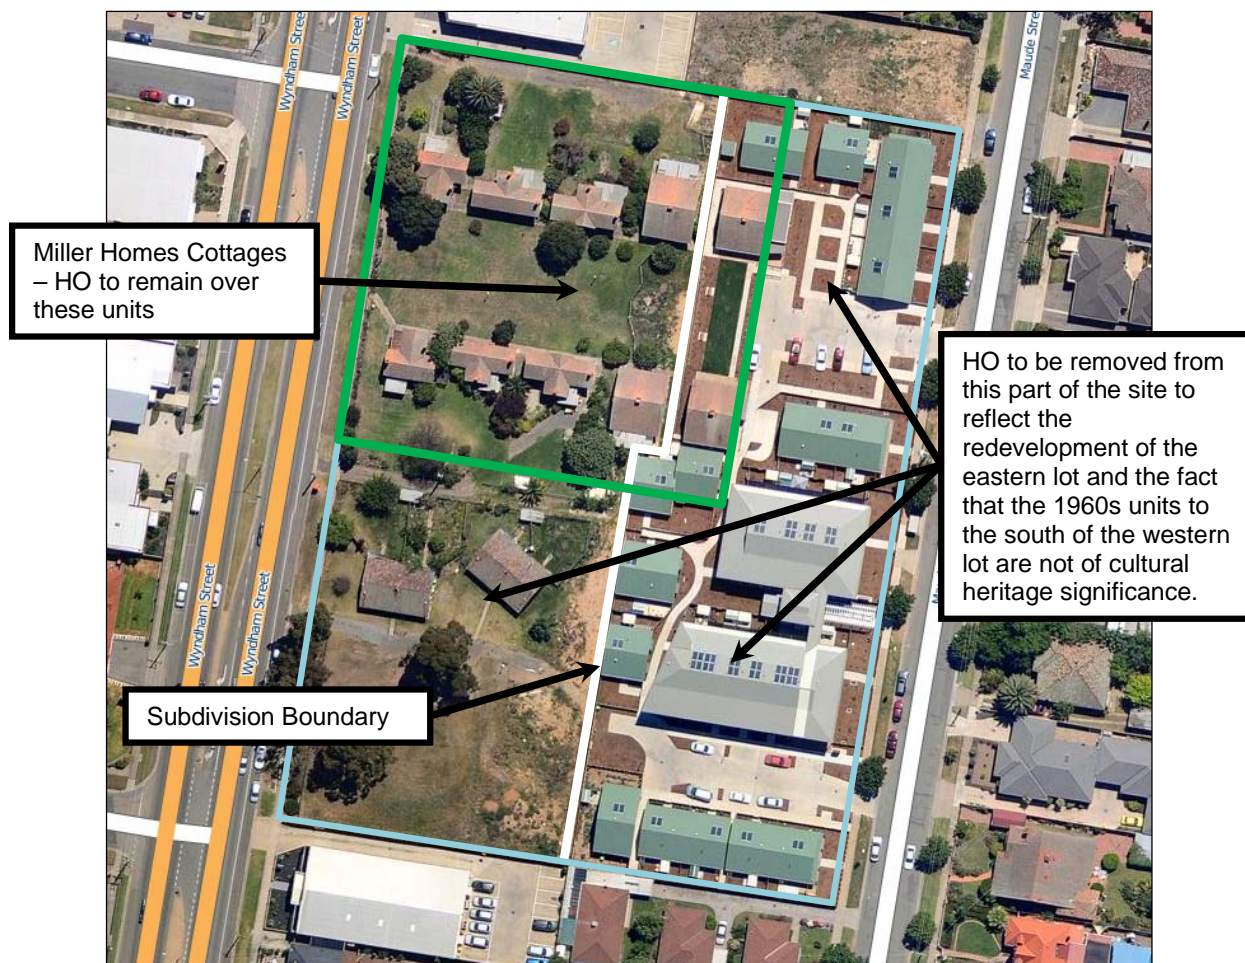 Wyndham Street
Wyndham Street
Maude Stre
Miller Homes Cottages
– HO to remain over
these units
HO to be removed from
this part of the site to
reflect the
redevelopment of the
eastern lot and the fact
that the 1960s units to
the south of the western
lot are not of cultural
heritage significance.
Wyndham Street
Wyndham Street
Subdivision Boundary